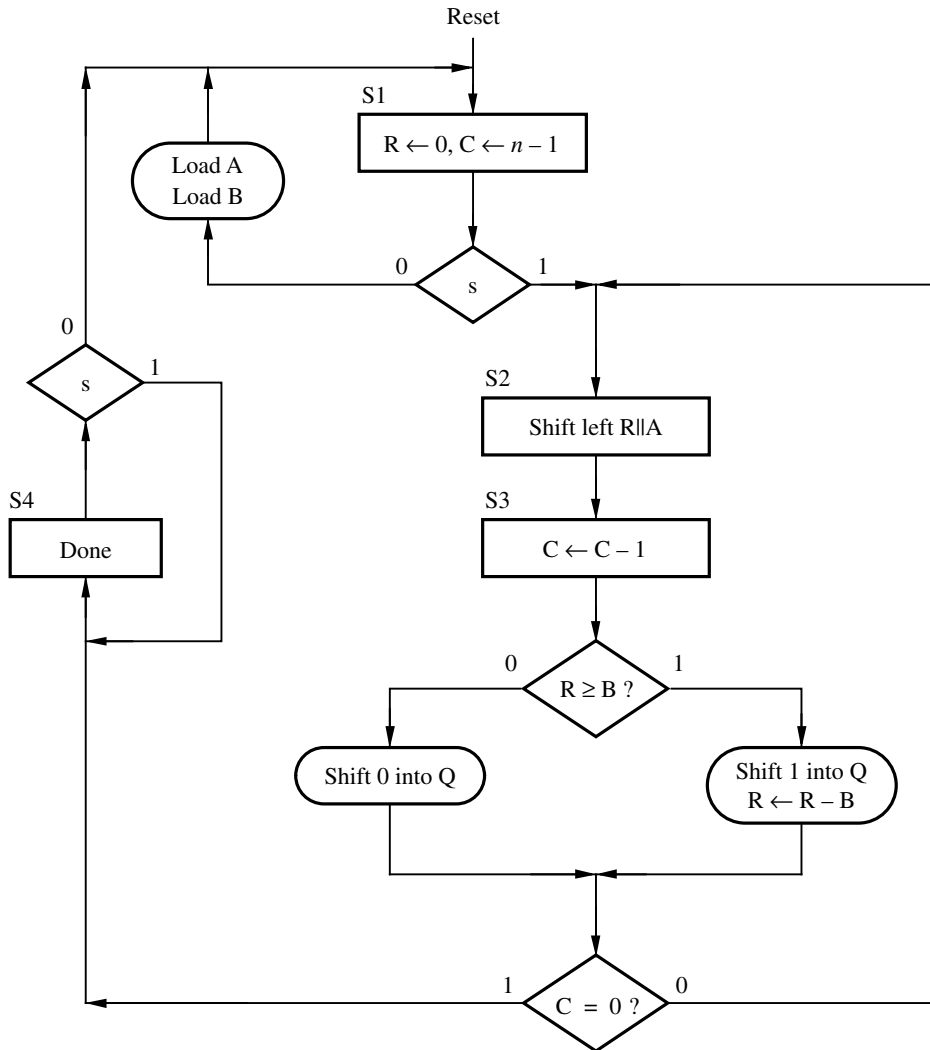 Reset
S1
R ← 0, C ← n – 1
Load A
Load B
0
s
1
0
s
1
S2
Shift left R||A
S4
Done
S3
C ← C – 1
0
R ≥ B ?
1
Shift 0 into Q
Shift 1 into Q
R ← R – B
1
C = 0 ?
0